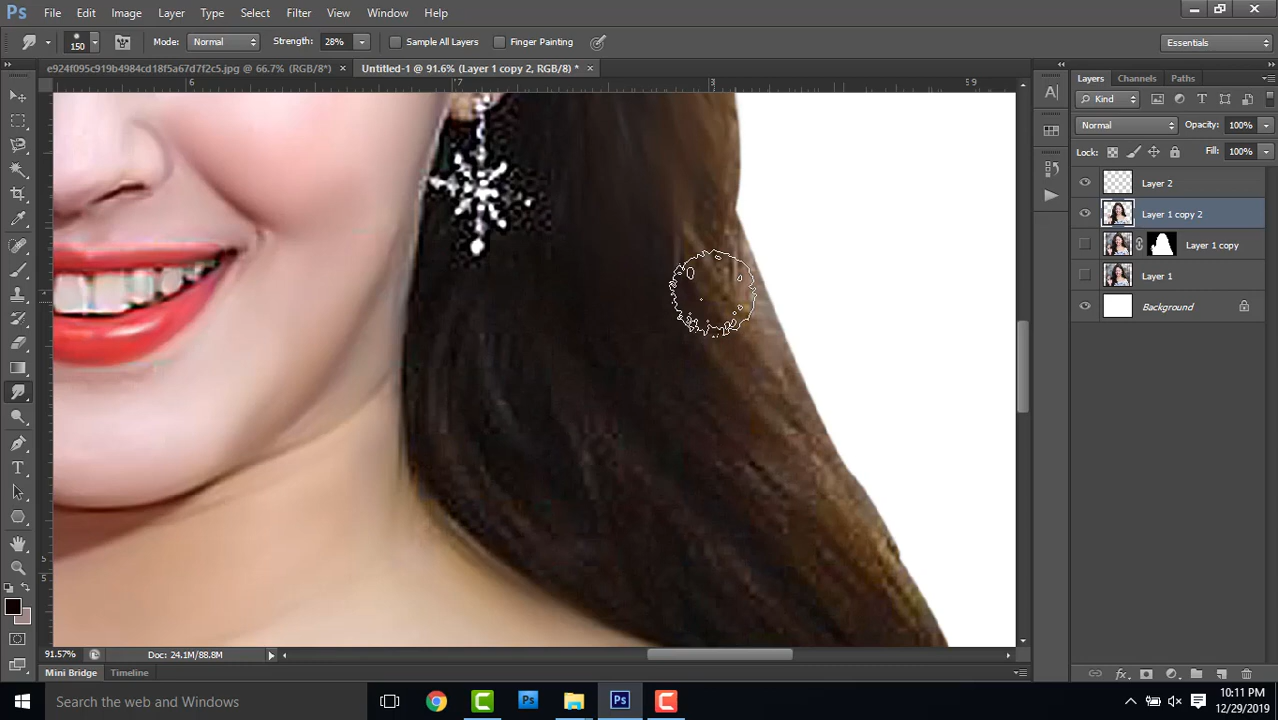 Ps File Edit Image Layer Type Select Filter View Window Help
150 Mode: Normal Strength: 28% Sample All Layers Finger Painting Essentials
e924f095c919b4984cd18f5a67d7f2c5.jpg @ 66.7% (RGB/8*) × Untitled-1 @ 91.6% (Layer 1 copy 2, RGB/8) * ×
Layers Channels Paths
Kind
Normal Opacity: 100%
Lock: Fill: 100%
Layer 2
Layer 1 copy 2
Layer 1 copy
Layer 1
Background
91.57% Doc: 24.1M/88.8M
Mini Bridge Timeline
Search the web and Windows
10:11 PM
12/29/2019